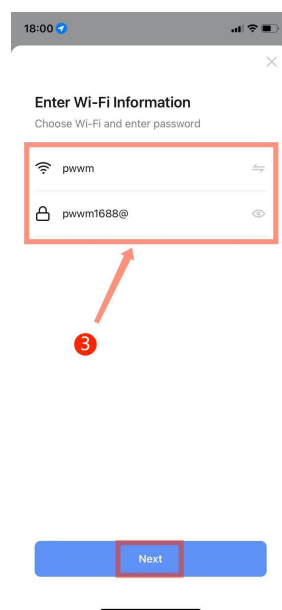 18:00
Enter Wi-Fi Information
Choose Wi-Fi and enter password
pwwm
pwwm1688@
3
Next